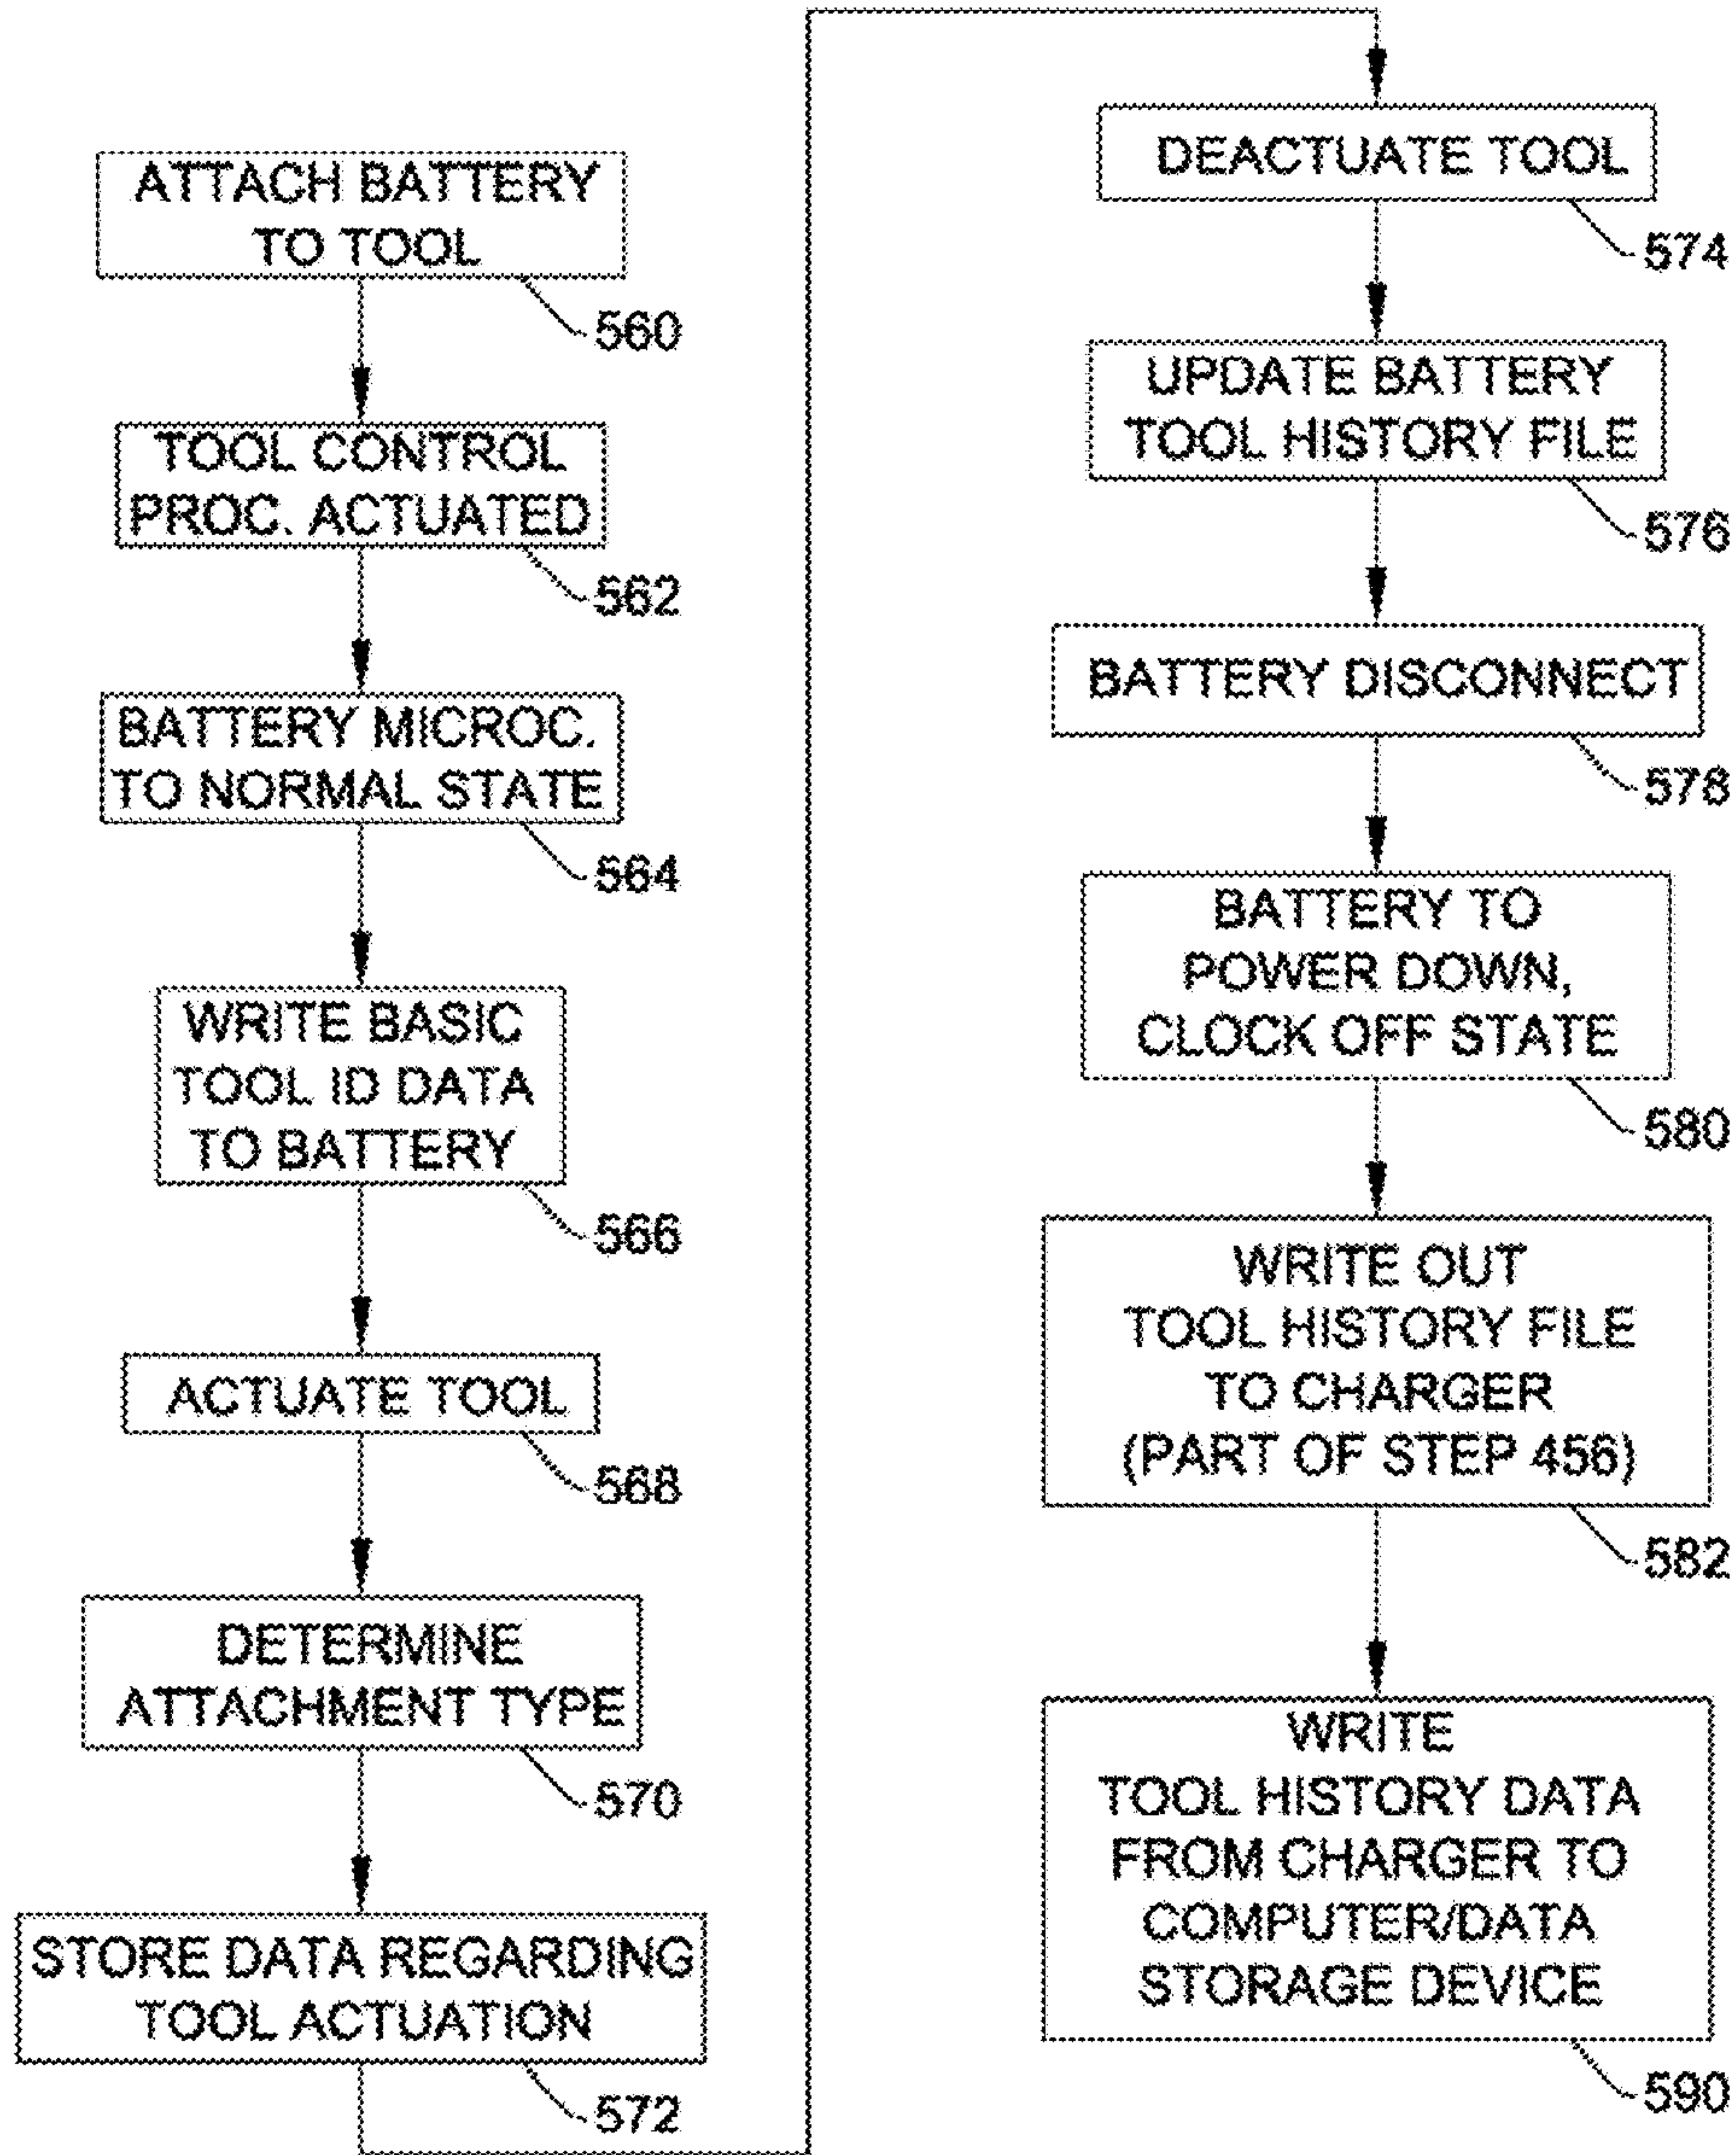 ATTACH BATTERY
TO TOOL
560
TOOL CONTROL
PROC. ACTUATED
562
BATTERY MICROC.
TO NORMAL STATE
564
WRITE BASIC
TOOL ID DATA
TO BATTERY
566
ACTUATE TOOL
568
DETERMINE
ATTACHMENT TYPE
570
STORE DATA REGARDING
TOOL ACTUATION
572
DEACTUATE TOOL
574
UPDATE BATTERY
TOOL HISTORY FILE
576
BATTERY DISCONNECT
578
BATTERY TO
POWER DOWN,
CLOCK OFF STATE
580
WRITE OUT
TOOL HISTORY FILE
TO CHARGER
(PART OF STEP 456)
582
WRITE
TOOL HISTORY DATA
FROM CHARGER TO
COMPUTER/DATA
STORAGE DEVICE
590